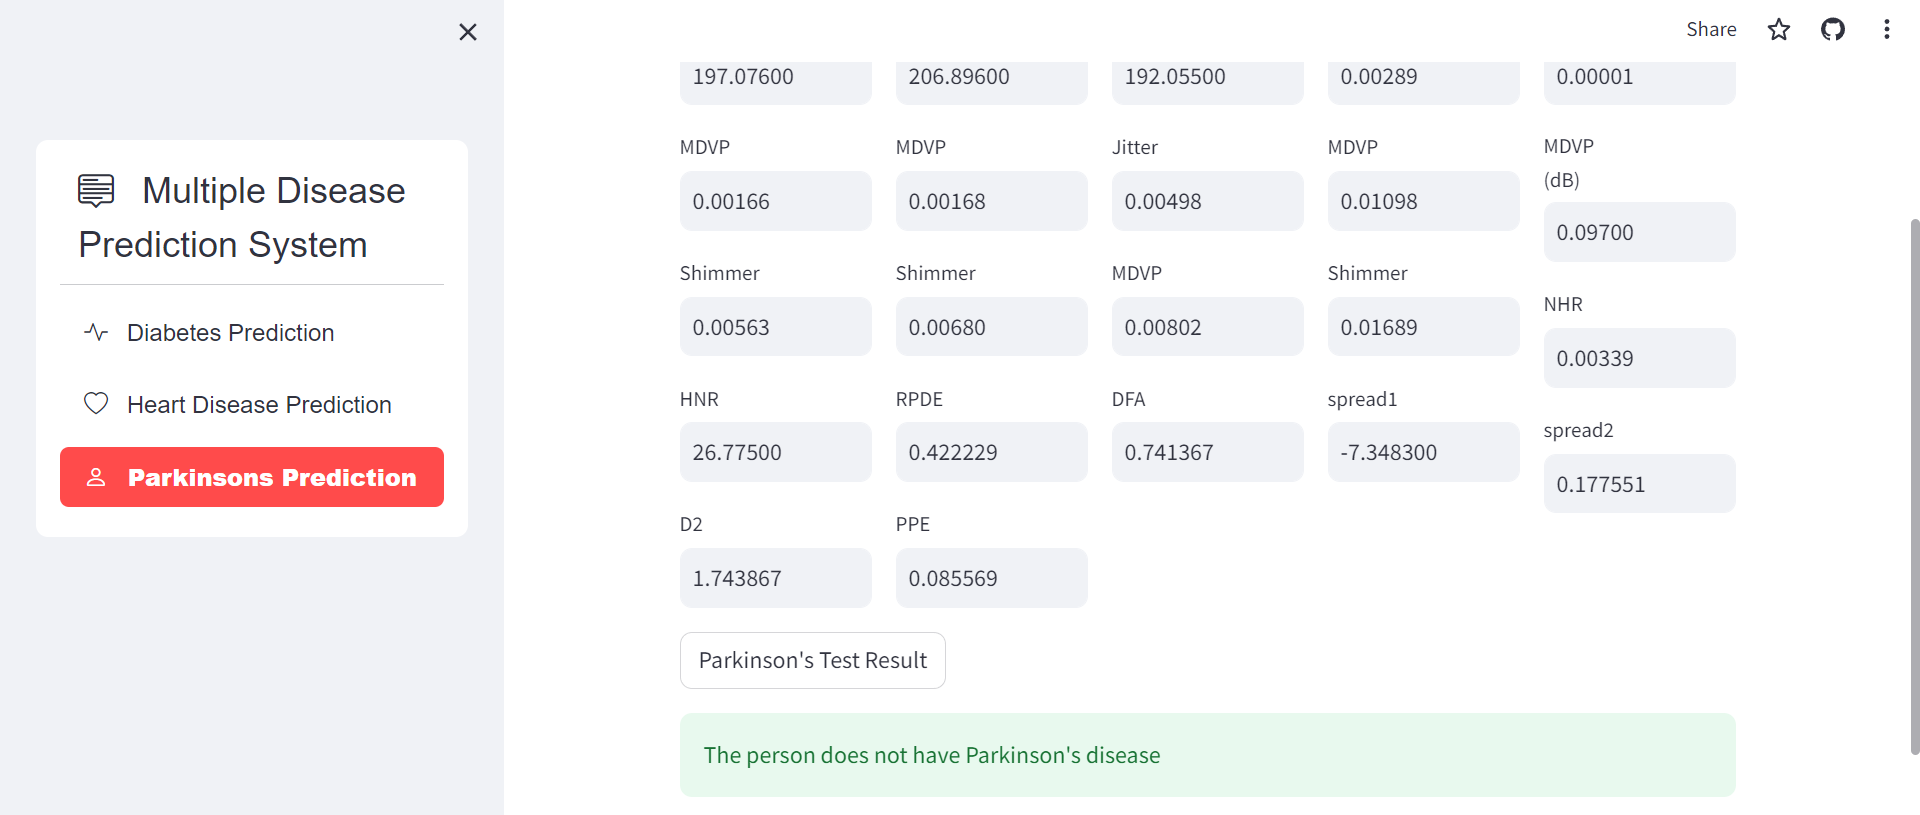 Multiple Disease
Prediction System
Diabetes Prediction
Heart Disease Prediction
Parkinsons Prediction
Share
197.07600 206.89600 192.05500 0.00289 0.00001
MDVP MDVP Jitter MDVP MDVP
(dB)
0.00166 0.00168 0.00498 0.01098 0.09700
Shimmer Shimmer MDVP Shimmer NHR
0.00563 0.00680 0.00802 0.01689 0.00339
HNR RPDE DFA spread1 spread2
26.77500 0.422229 0.741367 -7.348300 0.177551
D2 PPE
1.743867 0.085569
Parkinson's Test Result
The person does not have Parkinson's disease